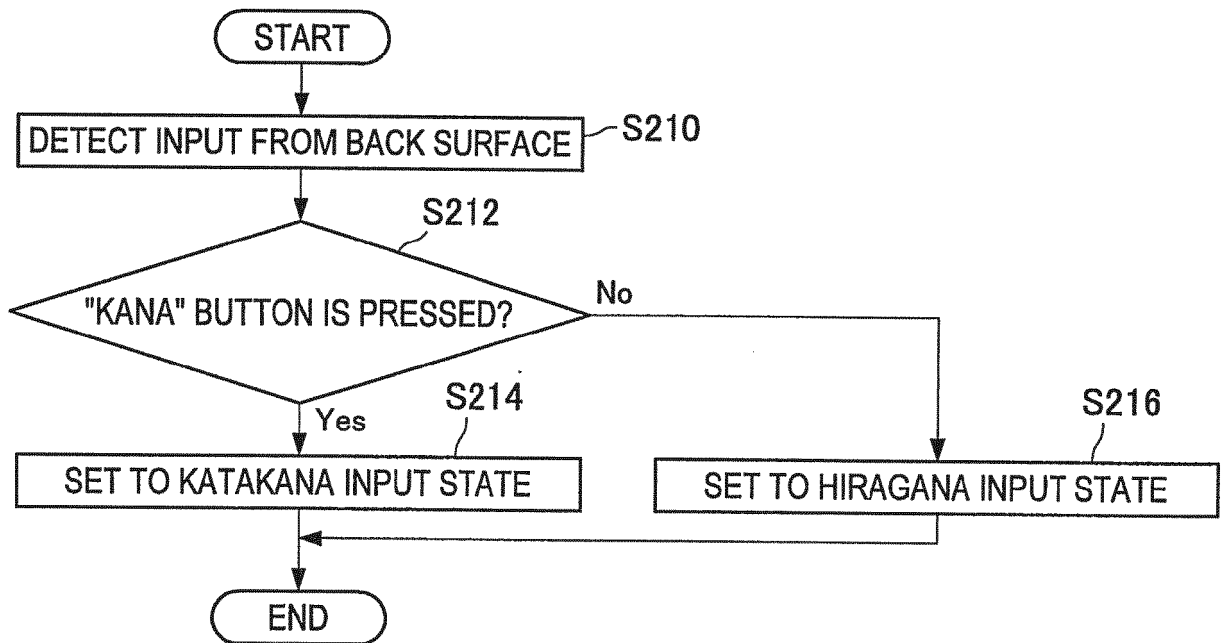 START
DETECT INPUT FROM BACK SURFACE
S210
S212
"KANA" BUTTON IS PRESSED?
No
Yes
S214
SET TO KATAKANA INPUT STATE
S216
SET TO HIRAGANA INPUT STATE
END